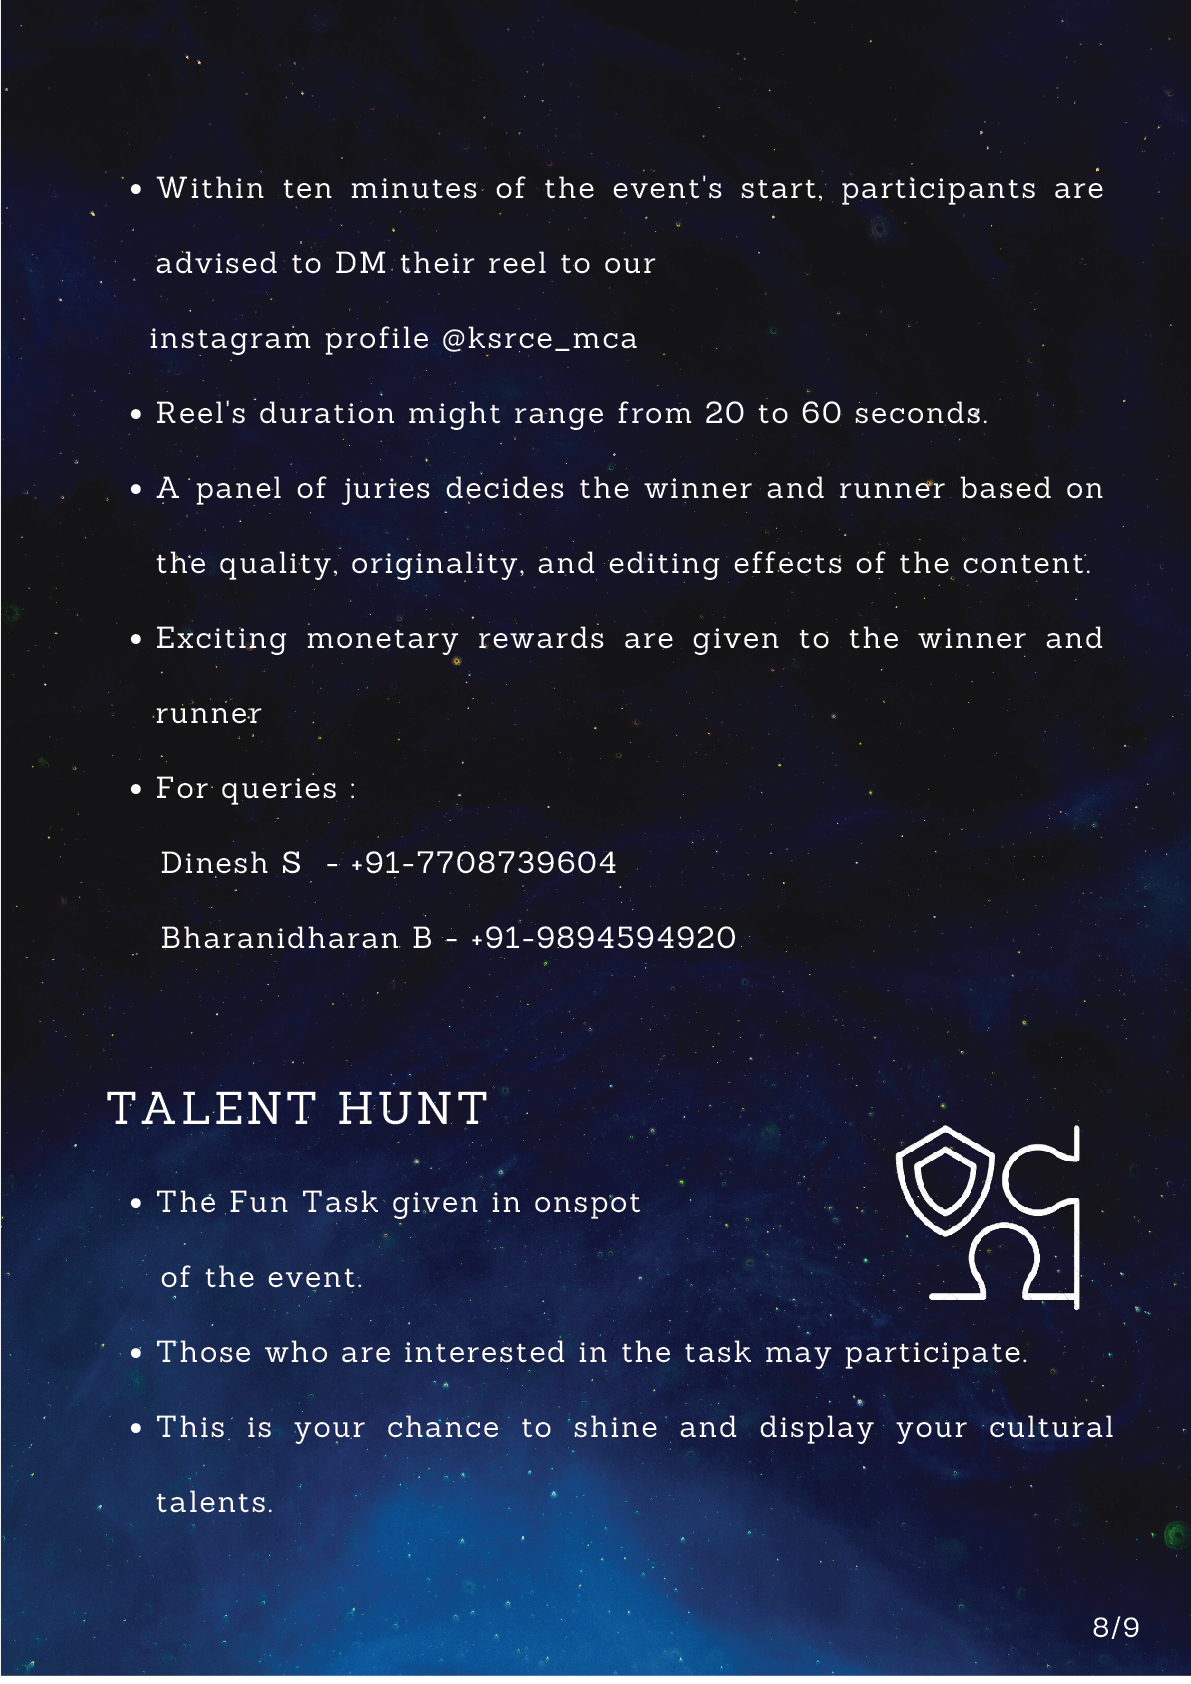 • Within ten minutes of the event's start, participants are
advised to DM their reel to our
instagram profile @ksrce_mca
• Reel's duration might range from 20 to 60 seconds.
• A panel of juries decides the winner and runner based on
the quality, originality, and editing effects of the content.
• Exciting monetary rewards are given to the winner and
runner
• For queries :
Dinesh S - +91-7708739604
Bharanidharan B - +91-9894594920
TALENT HUNT
• The Fun Task given in onspot
of the event.
• Those who are interested in the task may participate.
• This is your chance to shine and display your cultural
talents.
8/9